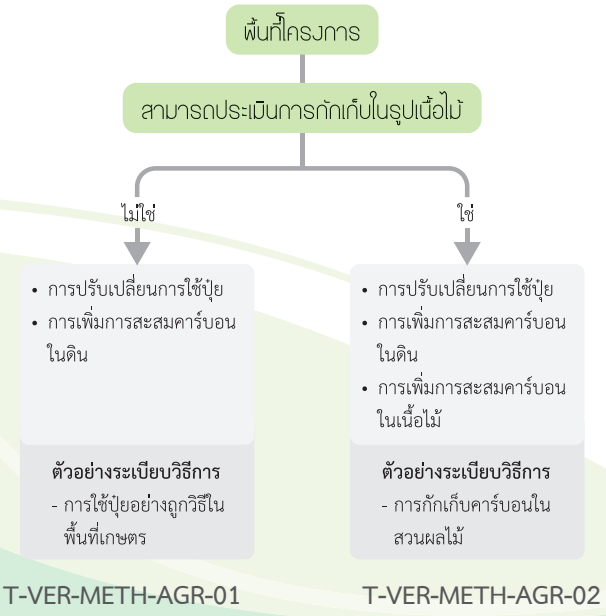 พื้นที่โครงการ
สามารถประเมินการกักเก็บในรูปเนื้อไม้
ไม่ใช่
• การปรับเปลี่ยนการใช้ปุ๋ย
• การเพิ่มการสะสมคาร์บอน
ในดิน
ตัวอย่างระเบียบวิธีการ
- การใช้ปุ๋ยอย่างถูกวิธีใน
พื้นที่เกษตร
T-VER-METH-AGR-01
ใช่
• การปรับเปลี่ยนการใช้ปุ๋ย
• การเพิ่มการสะสมคาร์บอน
ในดิน
• การเพิ่มการสะสมคาร์บอน
ในเนื้อไม้
ตัวอย่างระเบียบวิธีการ
- การกักเก็บคาร์บอนใน
สวนผลไม้
T-VER-METH-AGR-02